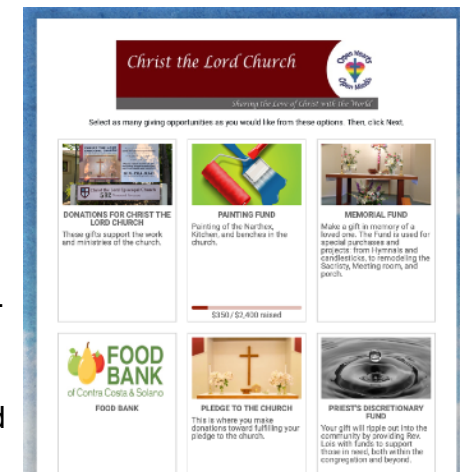 Christ the Lord Church
Open Hearts
Open Minds
Sharing the Love of Christ with the World
Select as many giving opportunities as you would like from these options. Then, click Next.
DONATIONS FOR CHRIST THE
LORD CHURCH
These gifts support the work
and ministries of the church.
PAINTING FUND
Painting of the Narthex,
Kitchen, and benches in the
church.
$350 / $2,400 raised
MEMORIAL FUND
Make a gift in memory of a
loved one. The Fund is used for
special purchases and
projects: from Hymnals and
candlesticks, to remodeling the
Sacristy, Meeting room, and
porch.
FOOD
BANK
of Contra Costa & Solano
FOOD BANK
PLEDGE TO THE CHURCH
This is where you make
donations toward fulfilling your
pledge to the church.
PRIEST'S DISCRETIONARY
FUND
Your gift will ripple out into the
community by providing Rev.
Lois with funds to support
those in need, both within the
congregation and beyond.